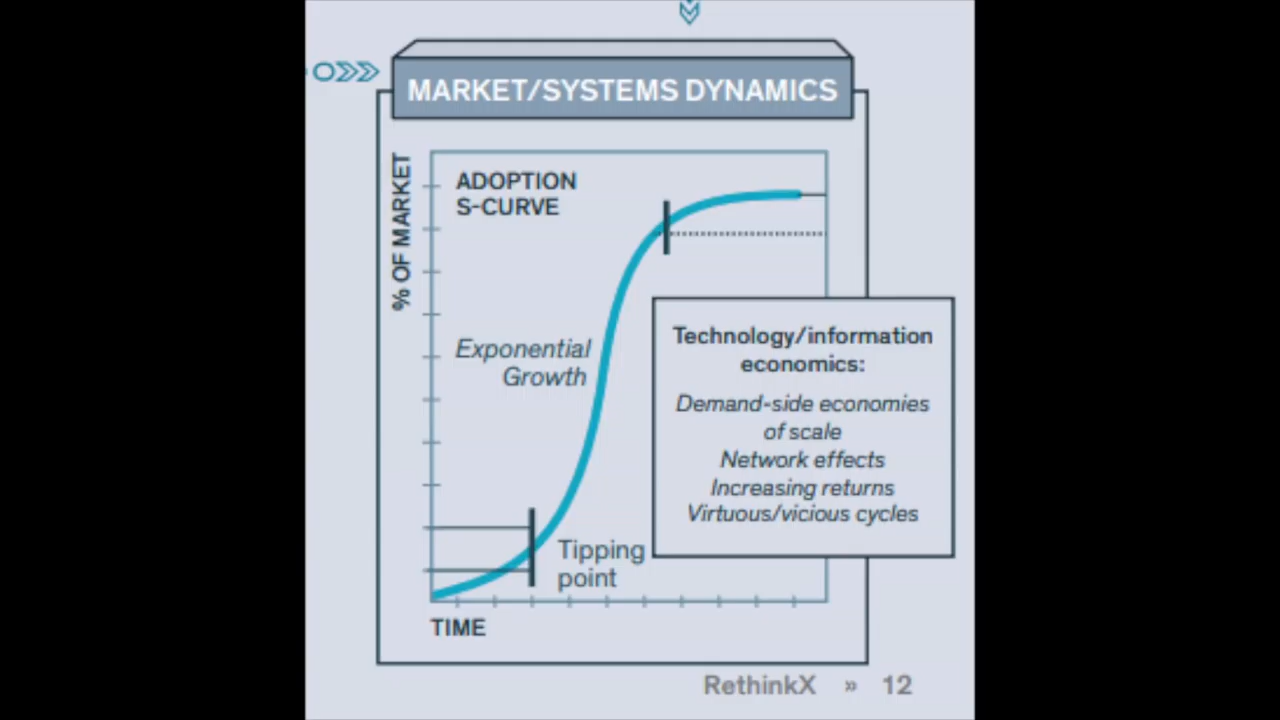 MARKET/SYSTEMS DYNAMICS
% OF MARKET
ADOPTION
S-CURVE
Exponential
Growth
Technology/information
economics:
Demand-side economies
of scale
Network effects
Increasing returns
Virtuous/vicious cycles
Tipping
point
TIME
RethinkX » 12